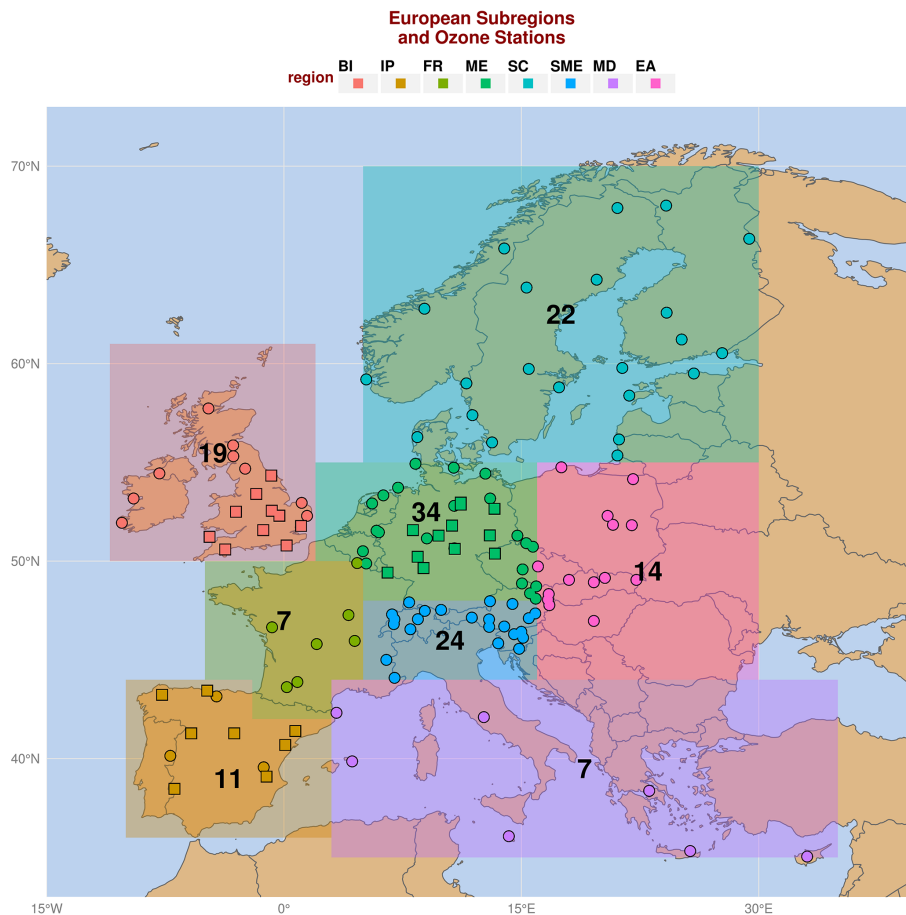 European Subregions
and Ozone Stations
region BI IP FR ME SC SME MD EA
70°N
22
60°N
19
34
50°N
14
7
24
40°N
7
11
15°W 0° 15°E 30°E